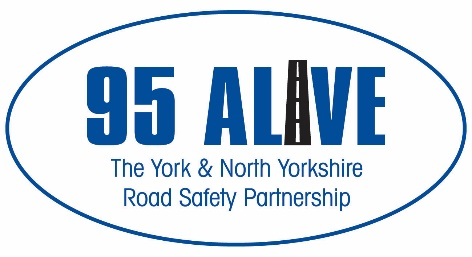 95 ALIVE
The York & North Yorkshire
Road Safety Partnership